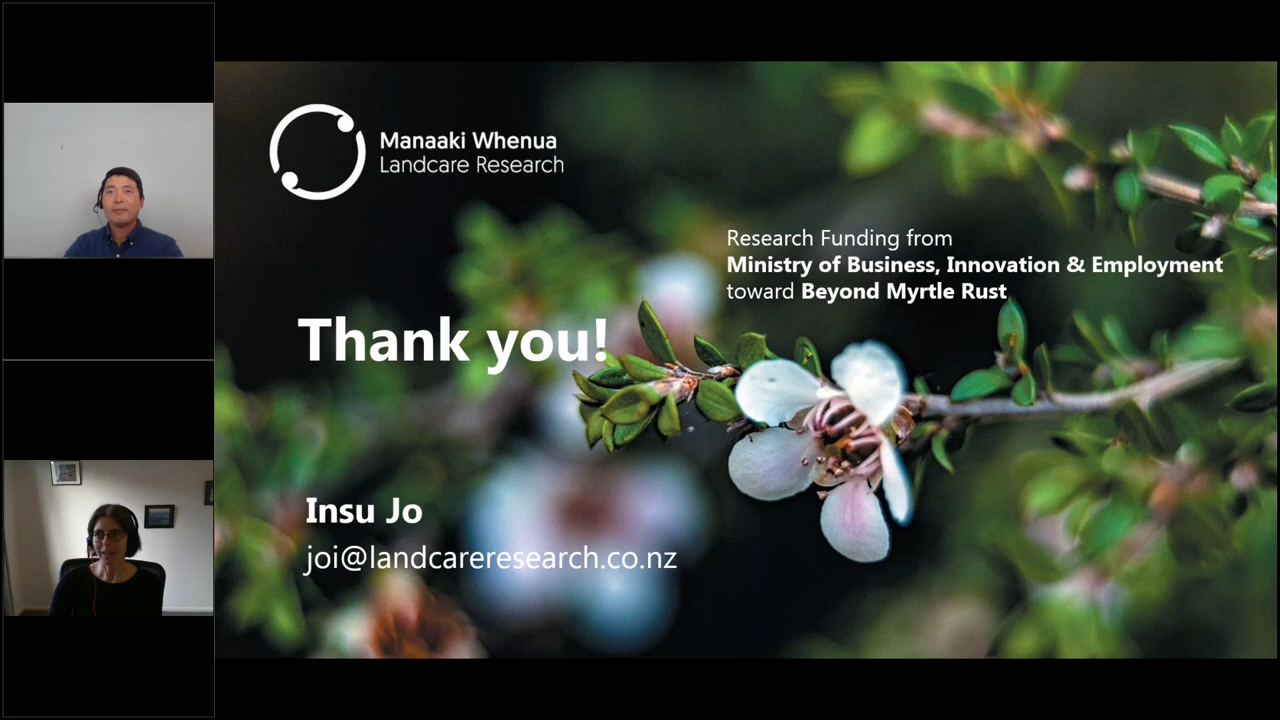 Manaaki Whenua
Landcare Research
Research Funding from
Ministry of Business, Innovation & Employment
toward Beyond Myrtle Rust
Thank you!
Insu Jo
joi@landcareresearch.co.nz